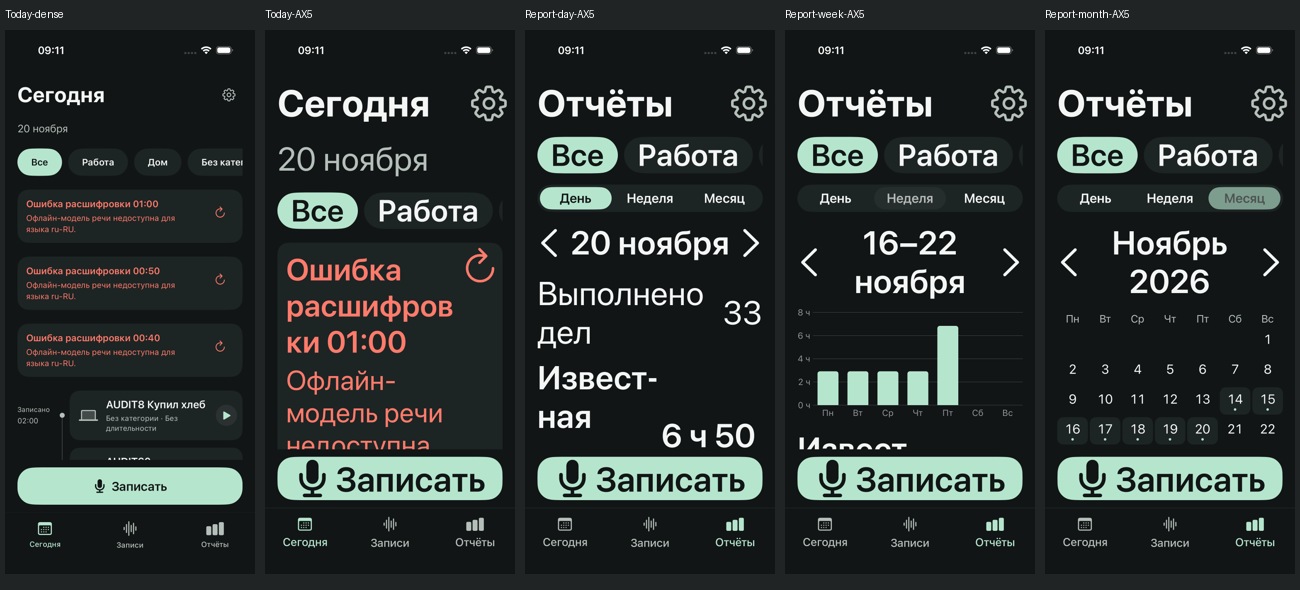 Today-dense
09:11
Сегодня
20 ноября
Все
Работа
Дом
Без катег
Ошибка расшифровки 01:00
Офлайн-модель речи недоступна для
языка ru-RU.
Ошибка расшифровки 00:50
Офлайн-модель речи недоступна для
языка ru-RU.
Ошибка расшифровки 00:40
Офлайн-модель речи недоступна для
языка ru-RU.
Записано
02:00
AUDIT8 Купил хлеб
Без категории · Без
длительности
Записать
Сегодня
Записи
Отчёты
Today-AX5
09:11
Сегодня
20 ноября
Все
Работа
Ошибка
расшифров
ки 01:00
Офлайн-
модель речи
недоступна
Записать
Сегодня
Записи
Отчёты
Report-day-AX5
09:11
Отчёты
Все
Работа
День
Неделя
Месяц
20 ноября
Выполнено
дел
33
Извест-
ная
6 ч 50
Записать
Сегодня
Записи
Отчёты
Report-week-AX5
09:11
Отчёты
Все
Работа
День
Неделя
Месяц
16–22
ноября
8 ч
6 ч
4 ч
2 ч
0 ч
Пн Вт Ср Чт Пт Сб Вс
Извест
Записать
Сегодня
Записи
Отчёты
Report-month-AX5
09:11
Отчёты
Все
Работа
День
Неделя
Месяц
Ноябрь
2026
Пн Вт Ср Чт Пт Сб Вс
1
2 3 4 5 6 7 8
9 10 11 12 13 14 15
16 17 18 19 20 21 22
Записать
Сегодня
Записи
Отчёты